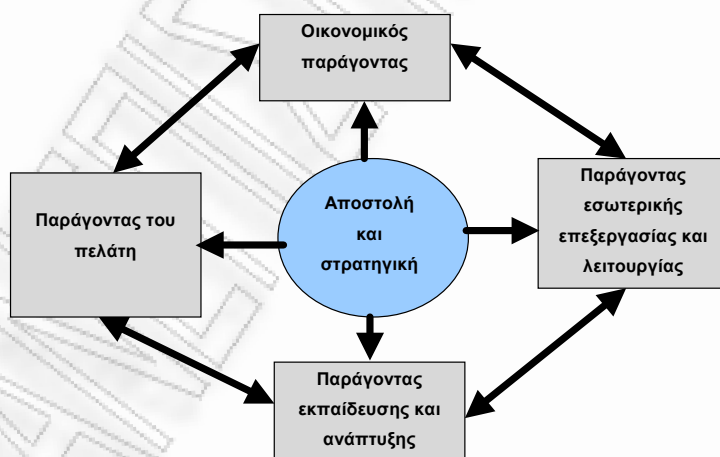 Οικονομικός
παράγοντας
Παράγοντας του
πελάτη
Αποστολή
και
στρατηγική
Παράγοντας
εσωτερικής
επεξεργασίας και
λειτουργίας
Παράγοντας
εκπαίδευσης και
ανάπτυξης